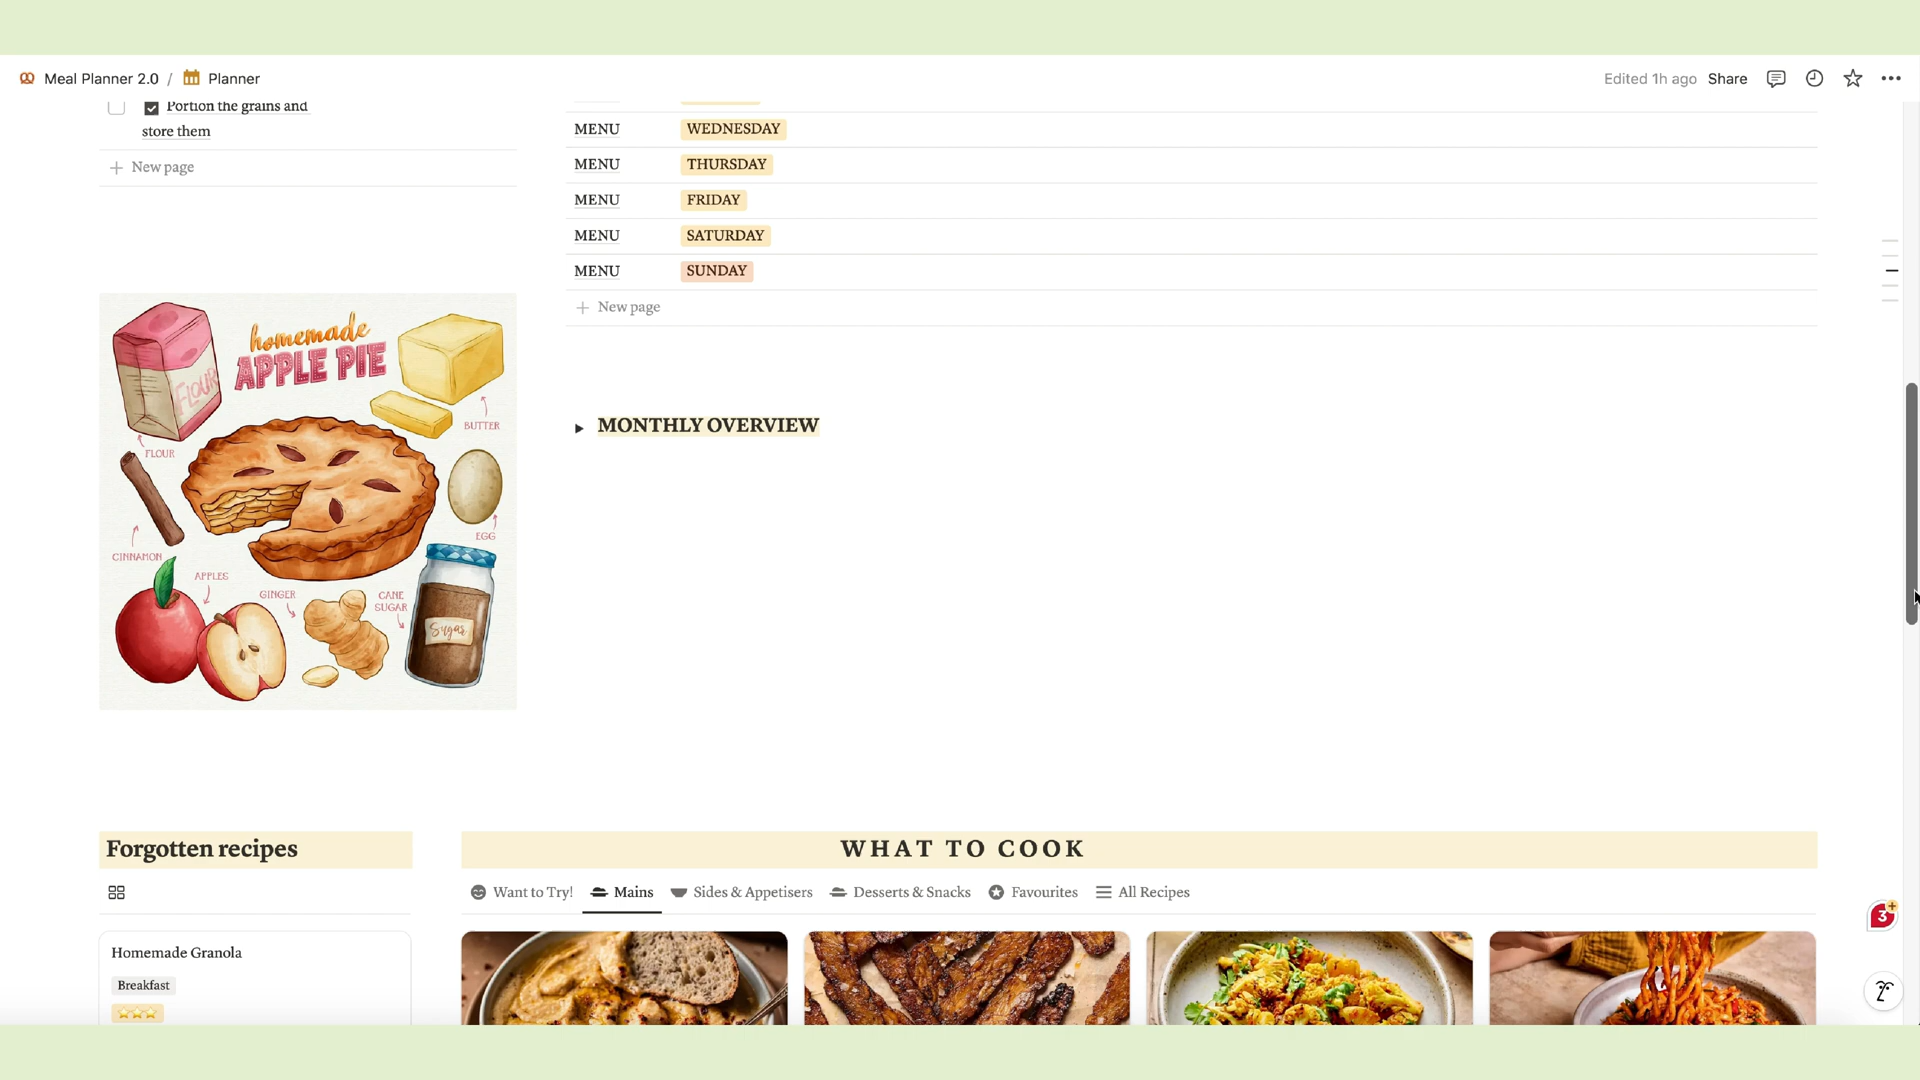 Meal Planner 2.0 / Planner
Edited 1h ago Share
Portion the grains and
store them
New page
MENU WEDNESDAY
MENU THURSDAY
MENU FRIDAY
MENU SATURDAY
MENU SUNDAY
New page
homemade
APPLE PIE
FLOUR
BUTTER
FLOUR
EGG
CINNAMON
APPLES
GINGER
CANE
SUGAR
Sugar
MONTHLY OVERVIEW
Forgotten recipes
WHAT TO COOK
Want to Try! Mains Sides & Appetisers Desserts & Snacks Favourites All Recipes
Homemade Granola
Breakfast
3